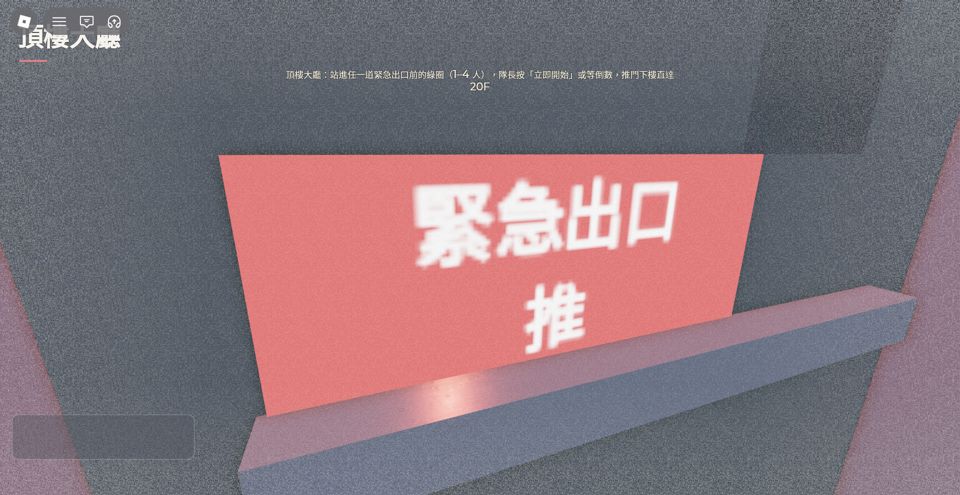 頂樓大廳
頂樓大廳：站進任一道緊急出口前的綠圈（1–4 人），隊長按「立即開始」或等倒數，推門下樓直達
20F
緊急出口
推